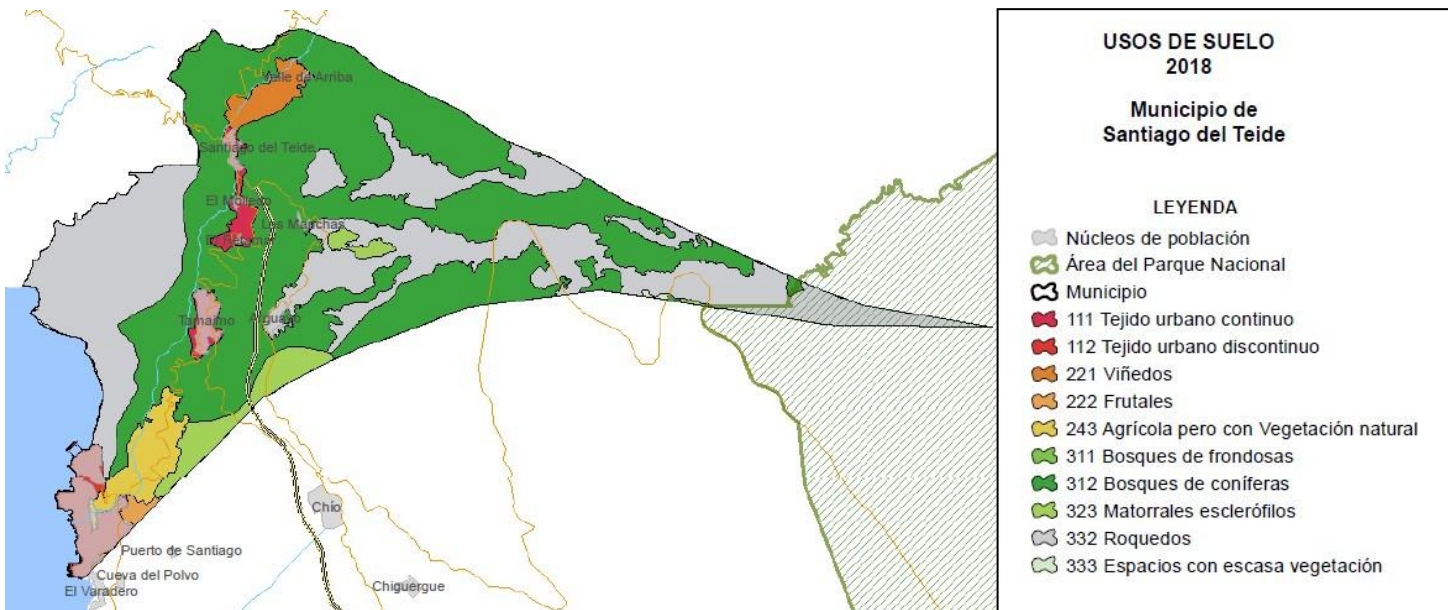 Valle de Arriba
Santiago del Teide
El Molledo
Las Manchas
Tamaimo
Arguayo
Chío
Puerto de Santiago
Cueva del Polvo
El Varadero
Chiguergue
USOS DE SUELO
2018
Municipio de
Santiago del Teide
LEYENDA
Núcleos de población
Área del Parque Nacional
Municipio
111 Tejido urbano continuo
112 Tejido urbano discontinuo
221 Viñedos
222 Frutales
243 Agrícola pero con Vegetación natural
311 Bosques de frondosas
312 Bosques de coníferas
323 Matorrales esclerófilos
332 Roquedos
333 Espacios con escasa vegetación